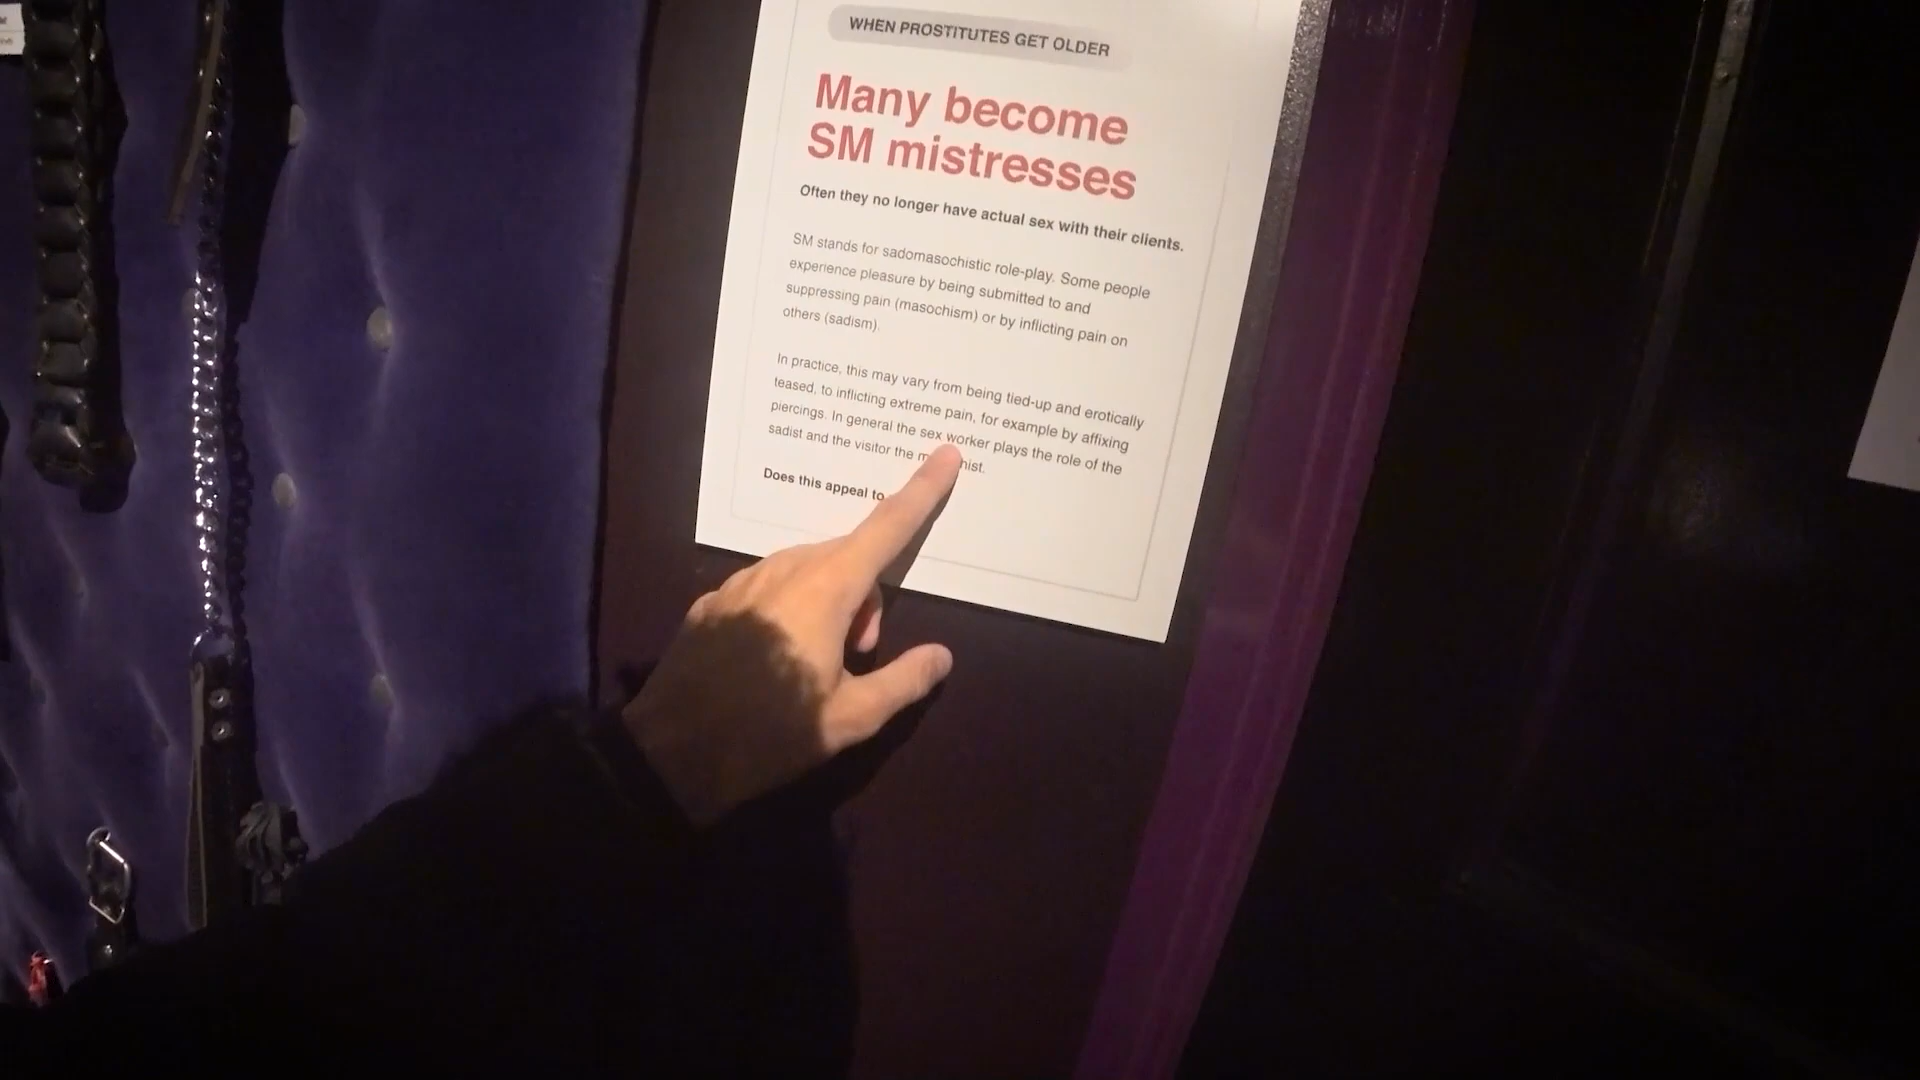 WHEN PROSTITUTES GET OLDER
Many become
SM mistresses
Often they no longer have actual sex with their clients.
SM stands for sadomasochistic role-play. Some people
experience pleasure by being submitted to and
suppressing pain (masochism) or by inflicting pain on
others (sadism).
In practice, this may vary from being tied-up and erotically
teased, to inflicting extreme pain, for example by affixing
piercings. In general the sex worker plays the role of the
sadist and the visitor the
Does this appeal to